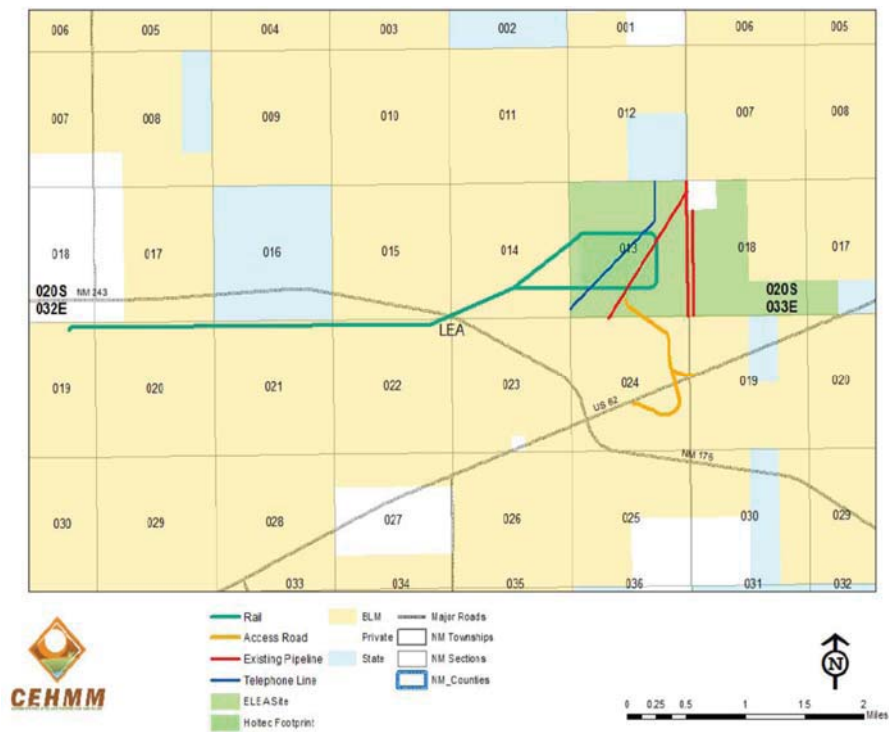 006 005 004 003 002 001 006 005
007 008 009 010 011 012 007 008
018 017 016 015 014 013 018 017
020S NM 243 020S
032E 033E
LEA
019 020 021 022 023 024 019 020
US 62
NM 176
030 029 028 027 026 025 030 029
033 034 035 036 031 032
Rail BLM Major Roads
Access Road Private NM Townships
Existing Pipeline State NM Sections
Telephone Line NM_Counties
ELEASite
Holtec Footprint
CEHMM
N
0 0.25 0.5 1 1.5 2
Miles